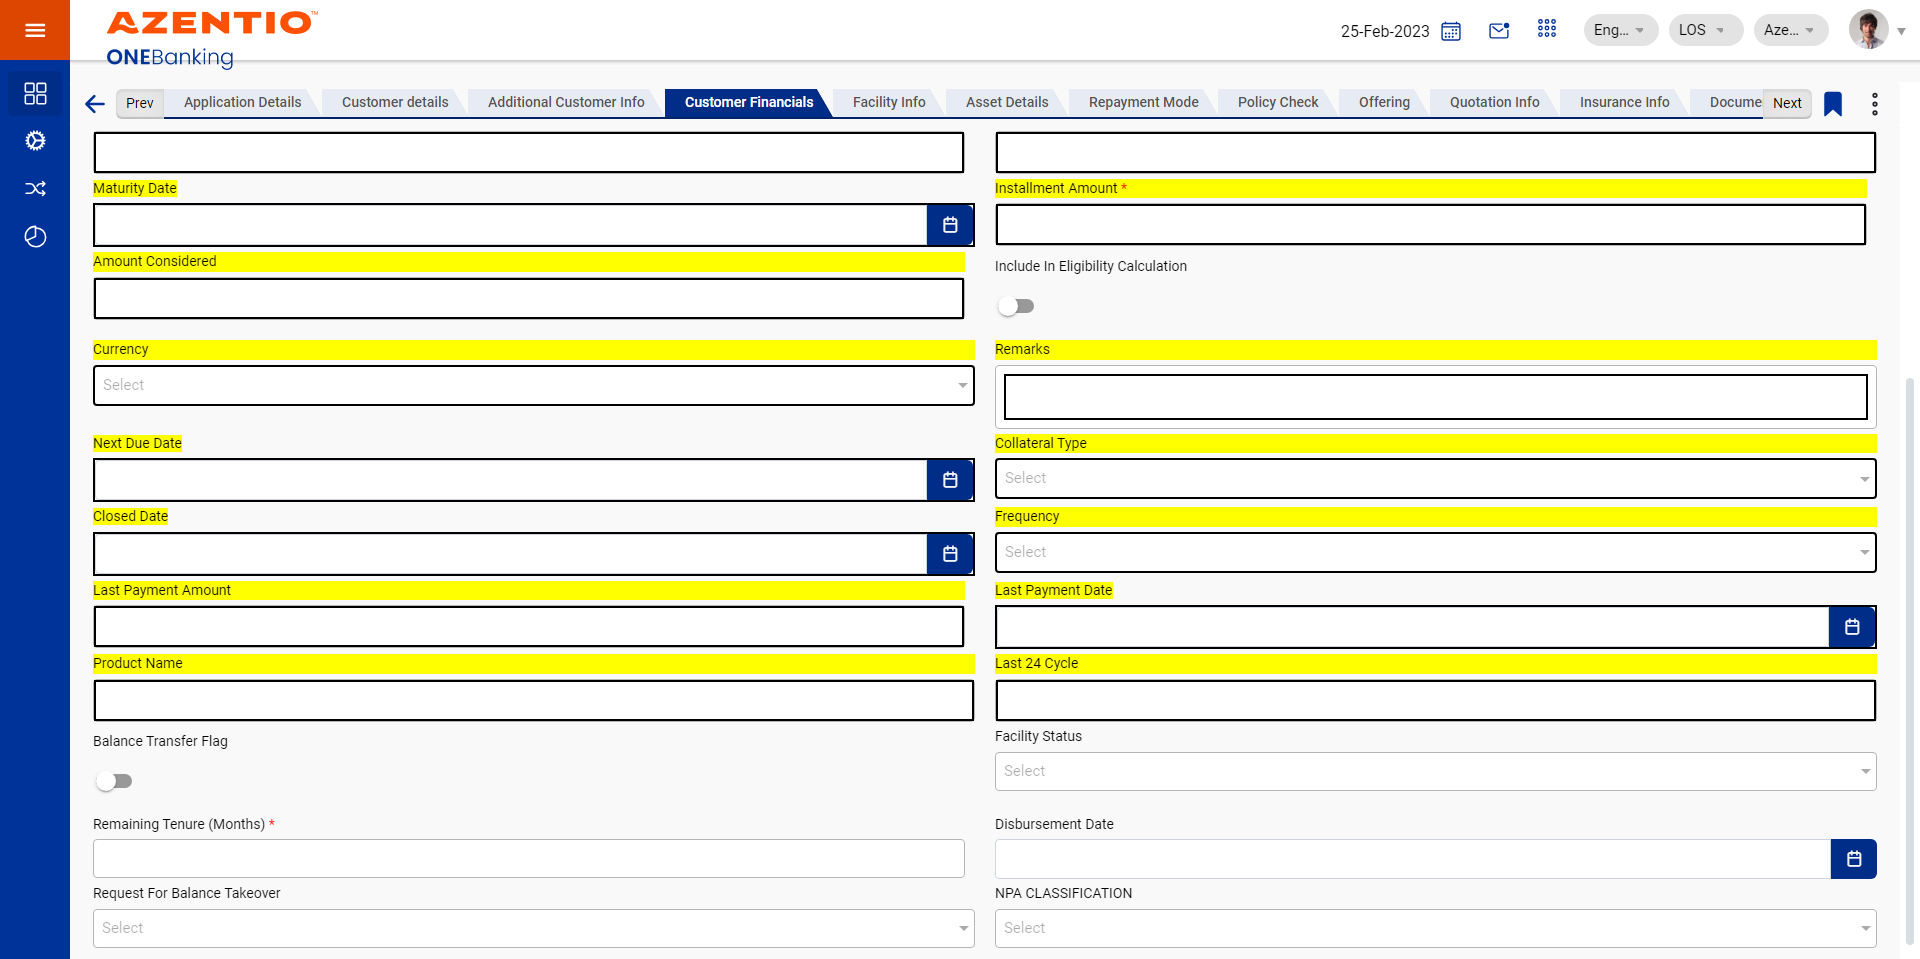 AZENTIO™
ONEBanking
25-Feb-2023
Eng...
LOS
Aze...
Prev
Application Details
Customer details
Additional Customer Info
Customer Financials
Facility Info
Asset Details
Repayment Mode
Policy Check
Offering
Quotation Info
Insurance Info
Docume
Next
Maturity Date
Installment Amount *
Amount Considered
Include In Eligibility Calculation
Currency
Remarks
Select
Next Due Date
Collateral Type
Select
Closed Date
Frequency
Select
Last Payment Amount
Last Payment Date
Product Name
Last 24 Cycle
Balance Transfer Flag
Facility Status
Select
Remaining Tenure (Months) *
Disbursement Date
Request For Balance Takeover
NPA CLASSIFICATION
Select
Select